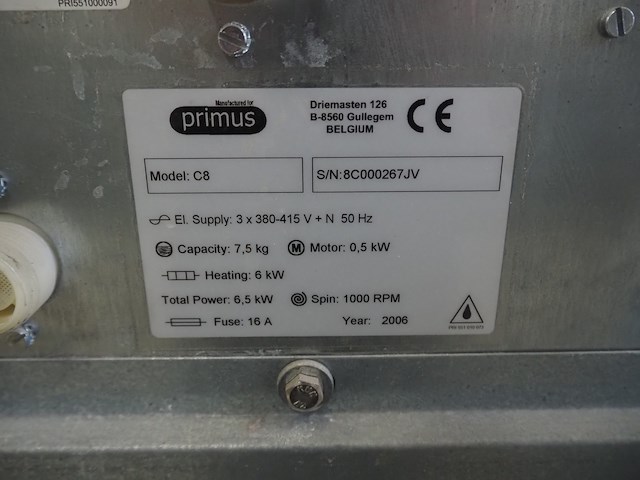 PRI551000091
Manufactured for
primus
Driemasten 126
B-8560 Gullegem
BELGIUM
CE
Model: C8
S/N:8C000267JV
El. Supply: 3 x 380-415 V + N 50 Hz
Capacity: 7,5 kg
M Motor: 0,5 kW
Heating: 6 kW
Total Power: 6,5 kW
Spin: 1000 RPM
Fuse: 16 A
Year: 2006